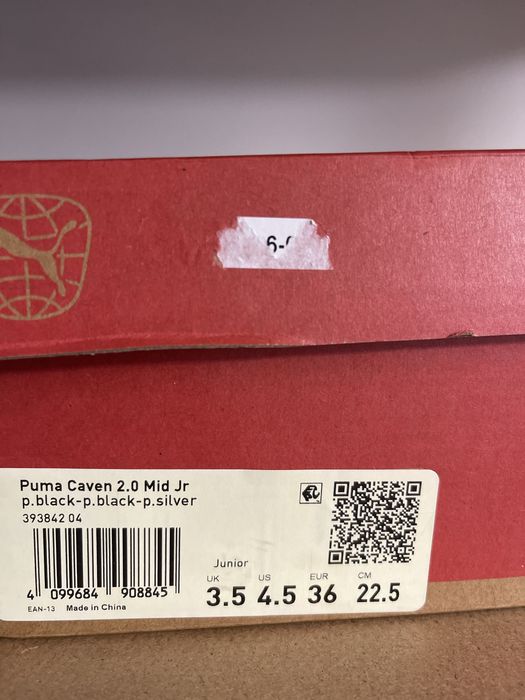 Puma Caven 2.0 Mid Jr
p.black-p.black-p.silver
393842 04
4 099684 908845
EAN-13 Made in China
Junior
UK US EUR CM
3.5 4.5 36 22.5